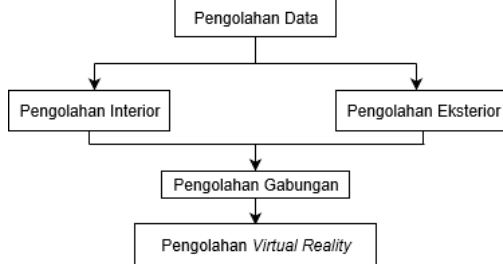 Pengolahan Data
Pengolahan Interior
Pengolahan Eksterior
Pengolahan Gabungan
Pengolahan Virtual Reality